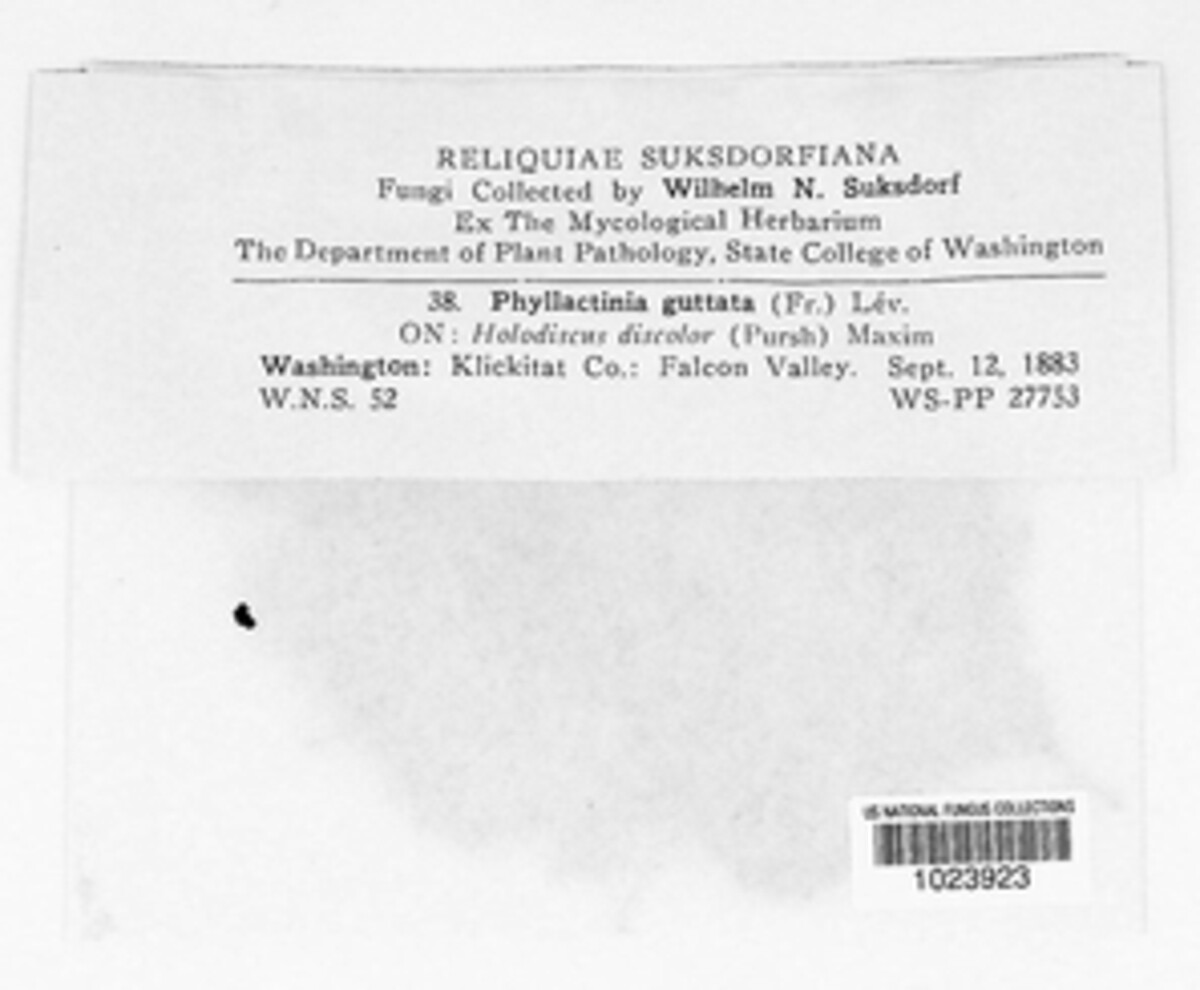 RELIQUIAE SUKSDORFIANA
Fungi Collected by Wilhelm N. Suksdorf
Ex The Mycological Herbarium
The Department of Plant Pathology, State College of Washington
38. Phyllactinia guttata (Fr.) Lév.
ON: Holodiscus discolor (Pursh) Maxim
Washington: Klickitat Co.: Falcon Valley. Sept. 12, 1883
W.N.S. 52 WS-PP 27753
US NATIONAL FUNGUS COLLECTIONS
1023923